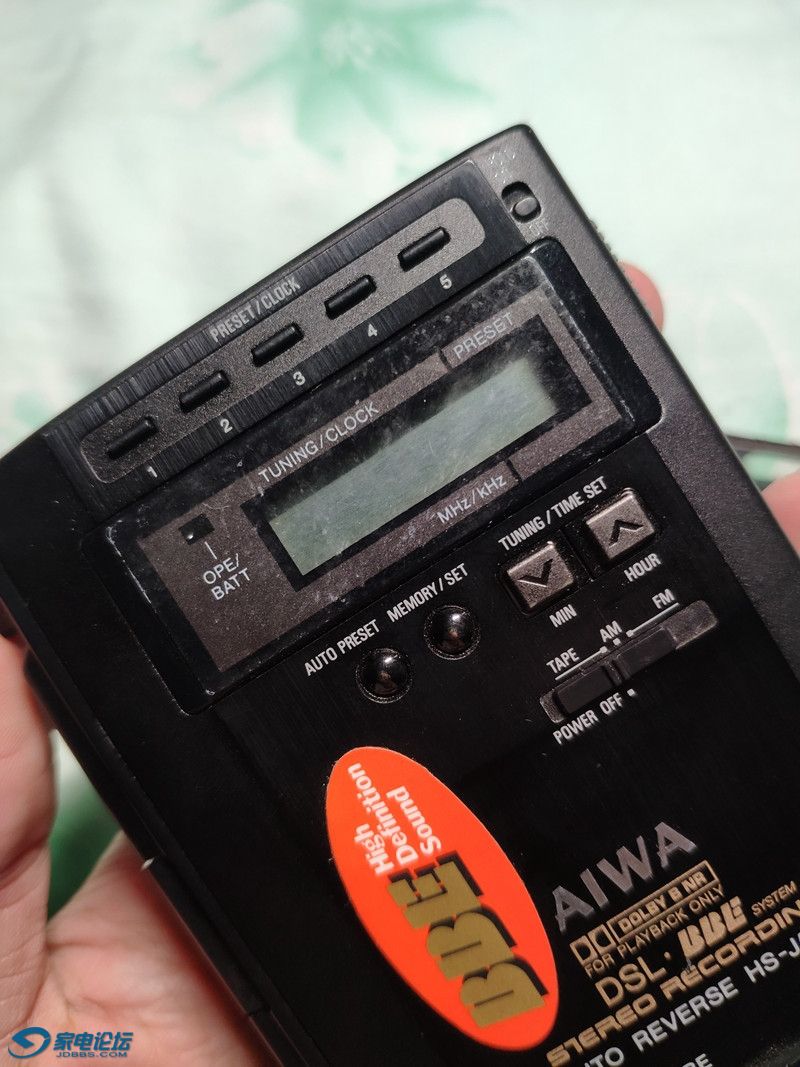 PRESET/CLOCK
1 2 3 4 5
TUNING/CLOCK
PRESET
MHz/kHz
OPE/
BATT
TUNING/TIME SET
MIN
HOUR
AUTO PRESET
MEMORY/SET
TAPE AM FM
POWER OFF
High
Definition
Sound
BBE
AIWA
DOLBY B NR
FOR PLAYBACK ONLY
DSL·BBE SYSTEM
STEREO
REVERSE
家电论坛
JDBBS.COM